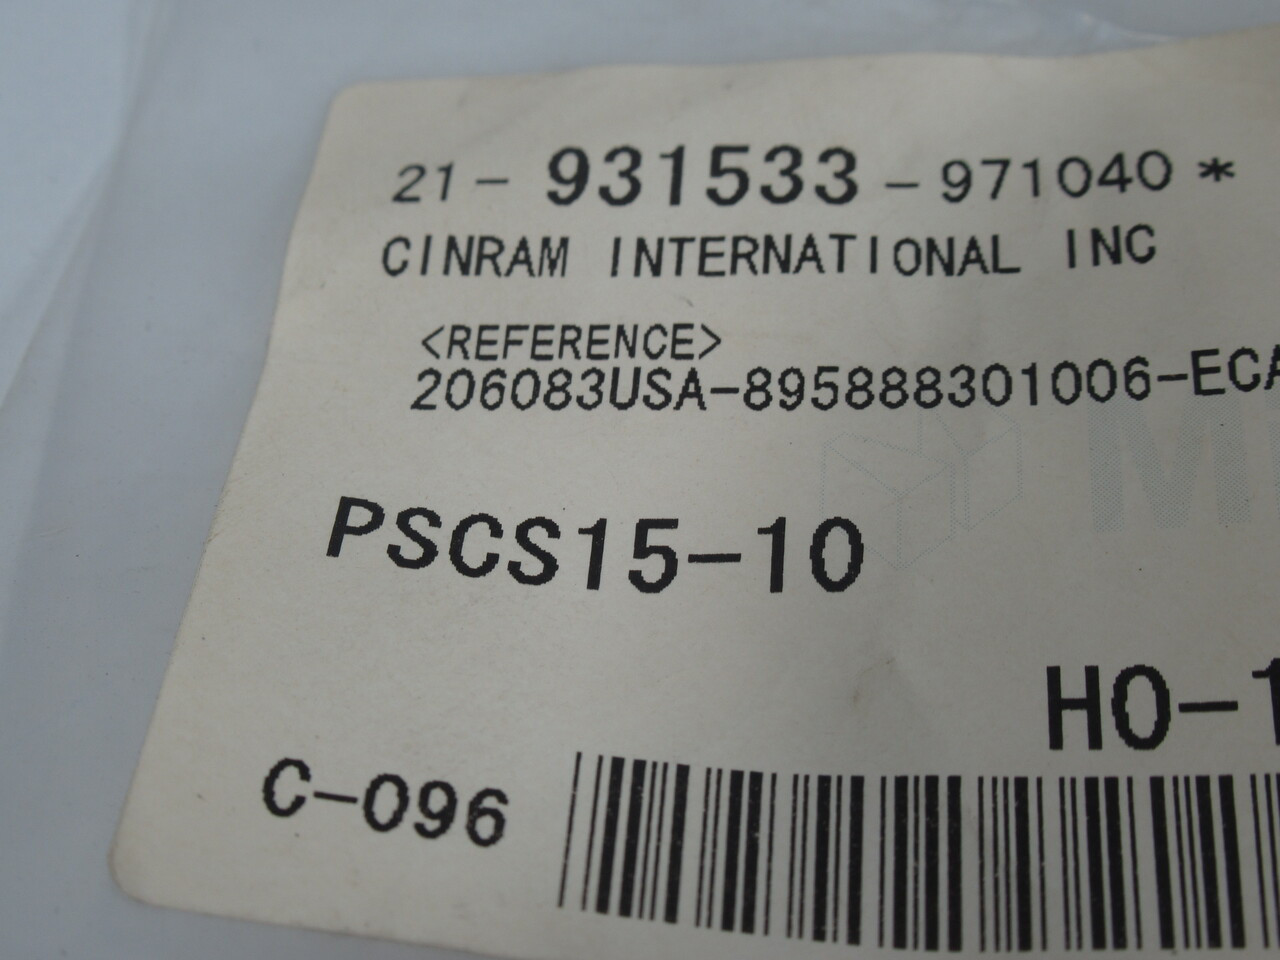 21 - 931533 - 971040 *
CINRAM INTERNATIONAL INC
<REFERENCE>
206083USA-895888301006-ECA
PSCS15-10
HO-1
C-096